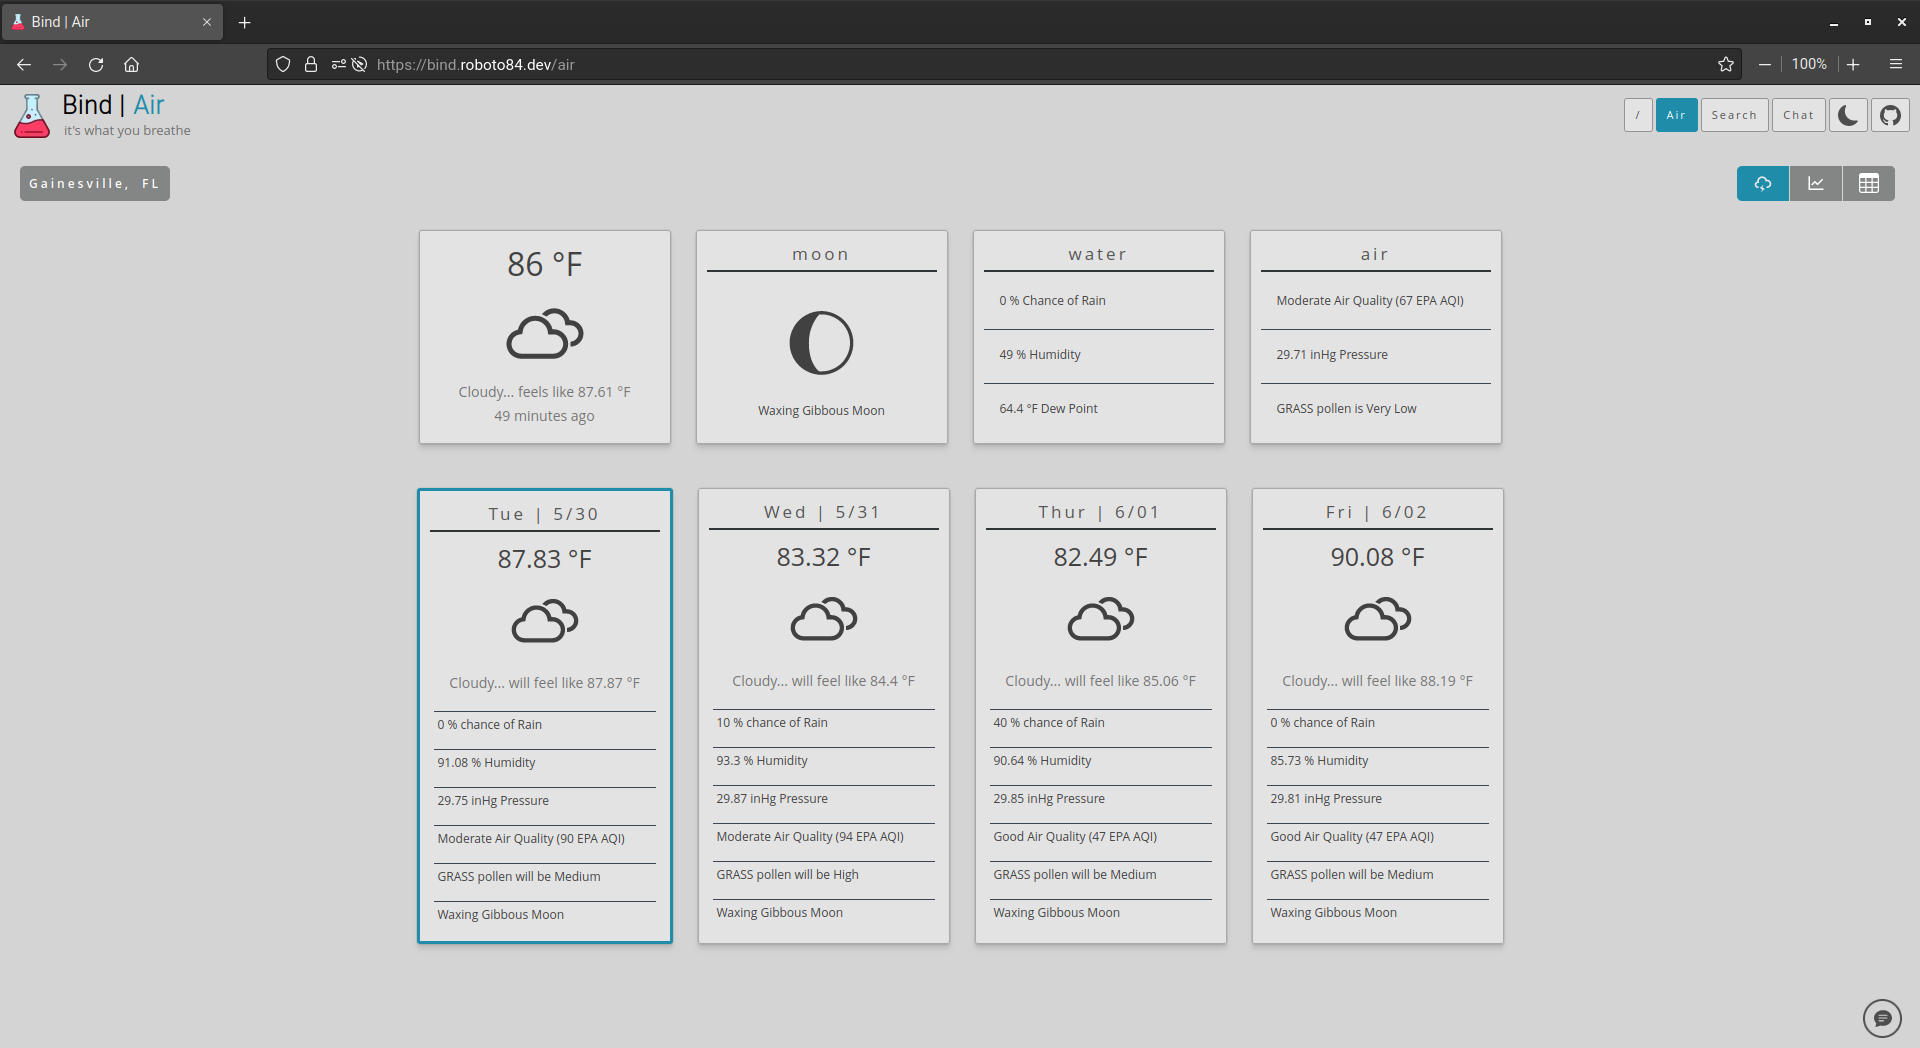 Bind | Air
https://bind.roboto84.dev/air
100%
Bind | Air
it's what you breathe
/
Air
Search
Chat
Gainesville, FL
86 °F
Cloudy... feels like 87.61 °F
49 minutes ago
moon
Waxing Gibbous Moon
water
0 % Chance of Rain
49 % Humidity
64.4 °F Dew Point
air
Moderate Air Quality (67 EPA AQI)
29.71 inHg Pressure
GRASS pollen is Very Low
Tue | 5/30
87.83 °F
Cloudy... will feel like 87.87 °F
0 % chance of Rain
91.08 % Humidity
29.75 inHg Pressure
Moderate Air Quality (90 EPA AQI)
GRASS pollen will be Medium
Waxing Gibbous Moon
Wed | 5/31
83.32 °F
Cloudy... will feel like 84.4 °F
10 % chance of Rain
93.3 % Humidity
29.87 inHg Pressure
Moderate Air Quality (94 EPA AQI)
GRASS pollen will be High
Waxing Gibbous Moon
Thur | 6/01
82.49 °F
Cloudy... will feel like 85.06 °F
40 % chance of Rain
90.64 % Humidity
29.85 inHg Pressure
Good Air Quality (47 EPA AQI)
GRASS pollen will be Medium
Waxing Gibbous Moon
Fri | 6/02
90.08 °F
Cloudy... will feel like 88.19 °F
0 % chance of Rain
85.73 % Humidity
29.81 inHg Pressure
Good Air Quality (47 EPA AQI)
GRASS pollen will be Medium
Waxing Gibbous Moon